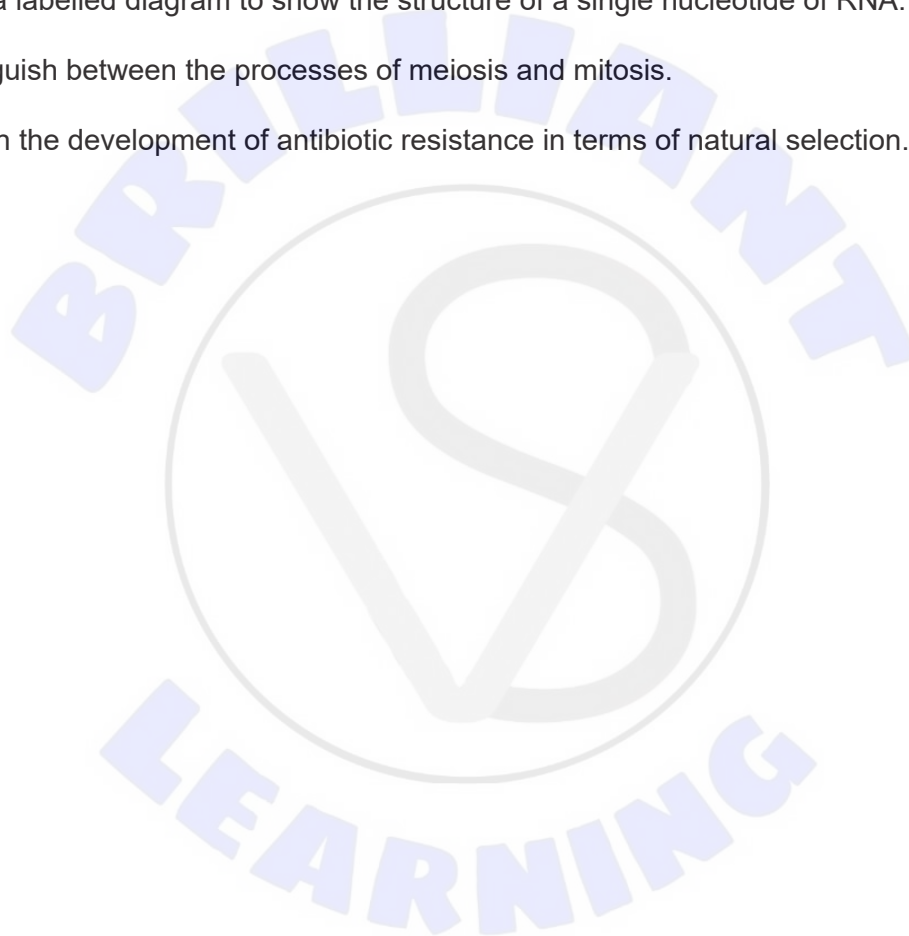 a labelled diagram to show the structure of a single nucleotide of RNA.
guish between the processes of meiosis and mitosis.
n the development of antibiotic resistance in terms of natural selection.
BRILLIANT
VS
LEARNING